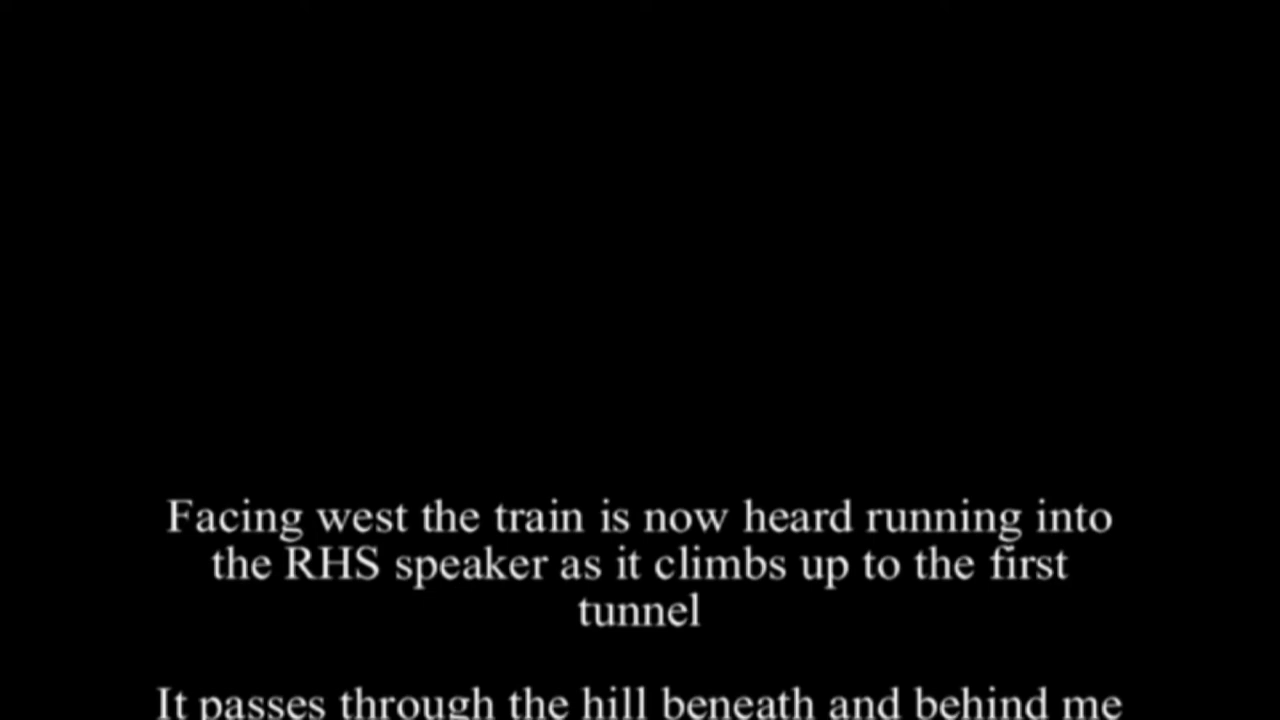 Facing west the train is now heard running into
the RHS speaker as it climbs up to the first
tunnel
It passes through the hill beneath and behind me